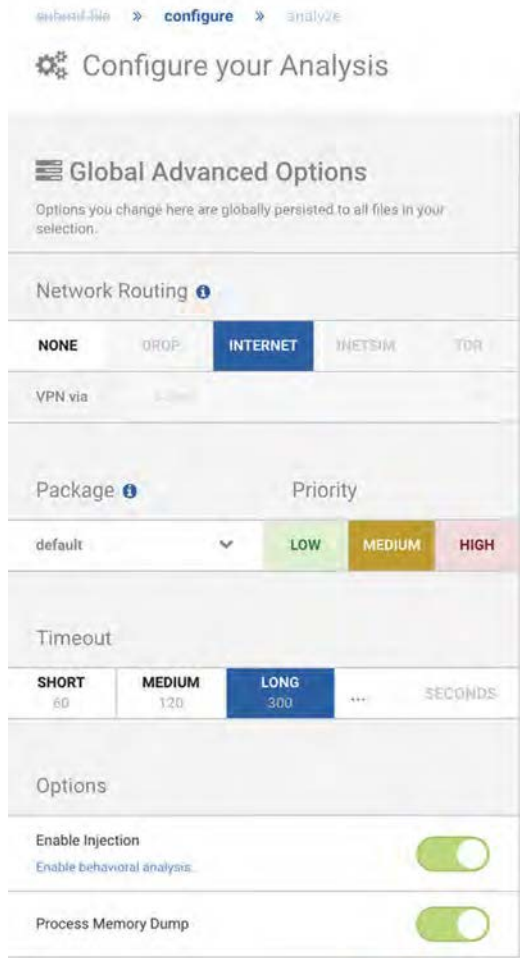 submit file » configure » analyze
Configure your Analysis
Global Advanced Options
Options you change here are globally persisted to all files in your
selection.
Network Routing
NONE DROP INTERNET INETSIM TOR
VPN via
Package Priority
default LOW MEDIUM HIGH
Timeout
SHORT MEDIUM LONG
60 120 300 ... SECONDS
Options
Enable Injection
Enable behavioral analysis.
Process Memory Dump